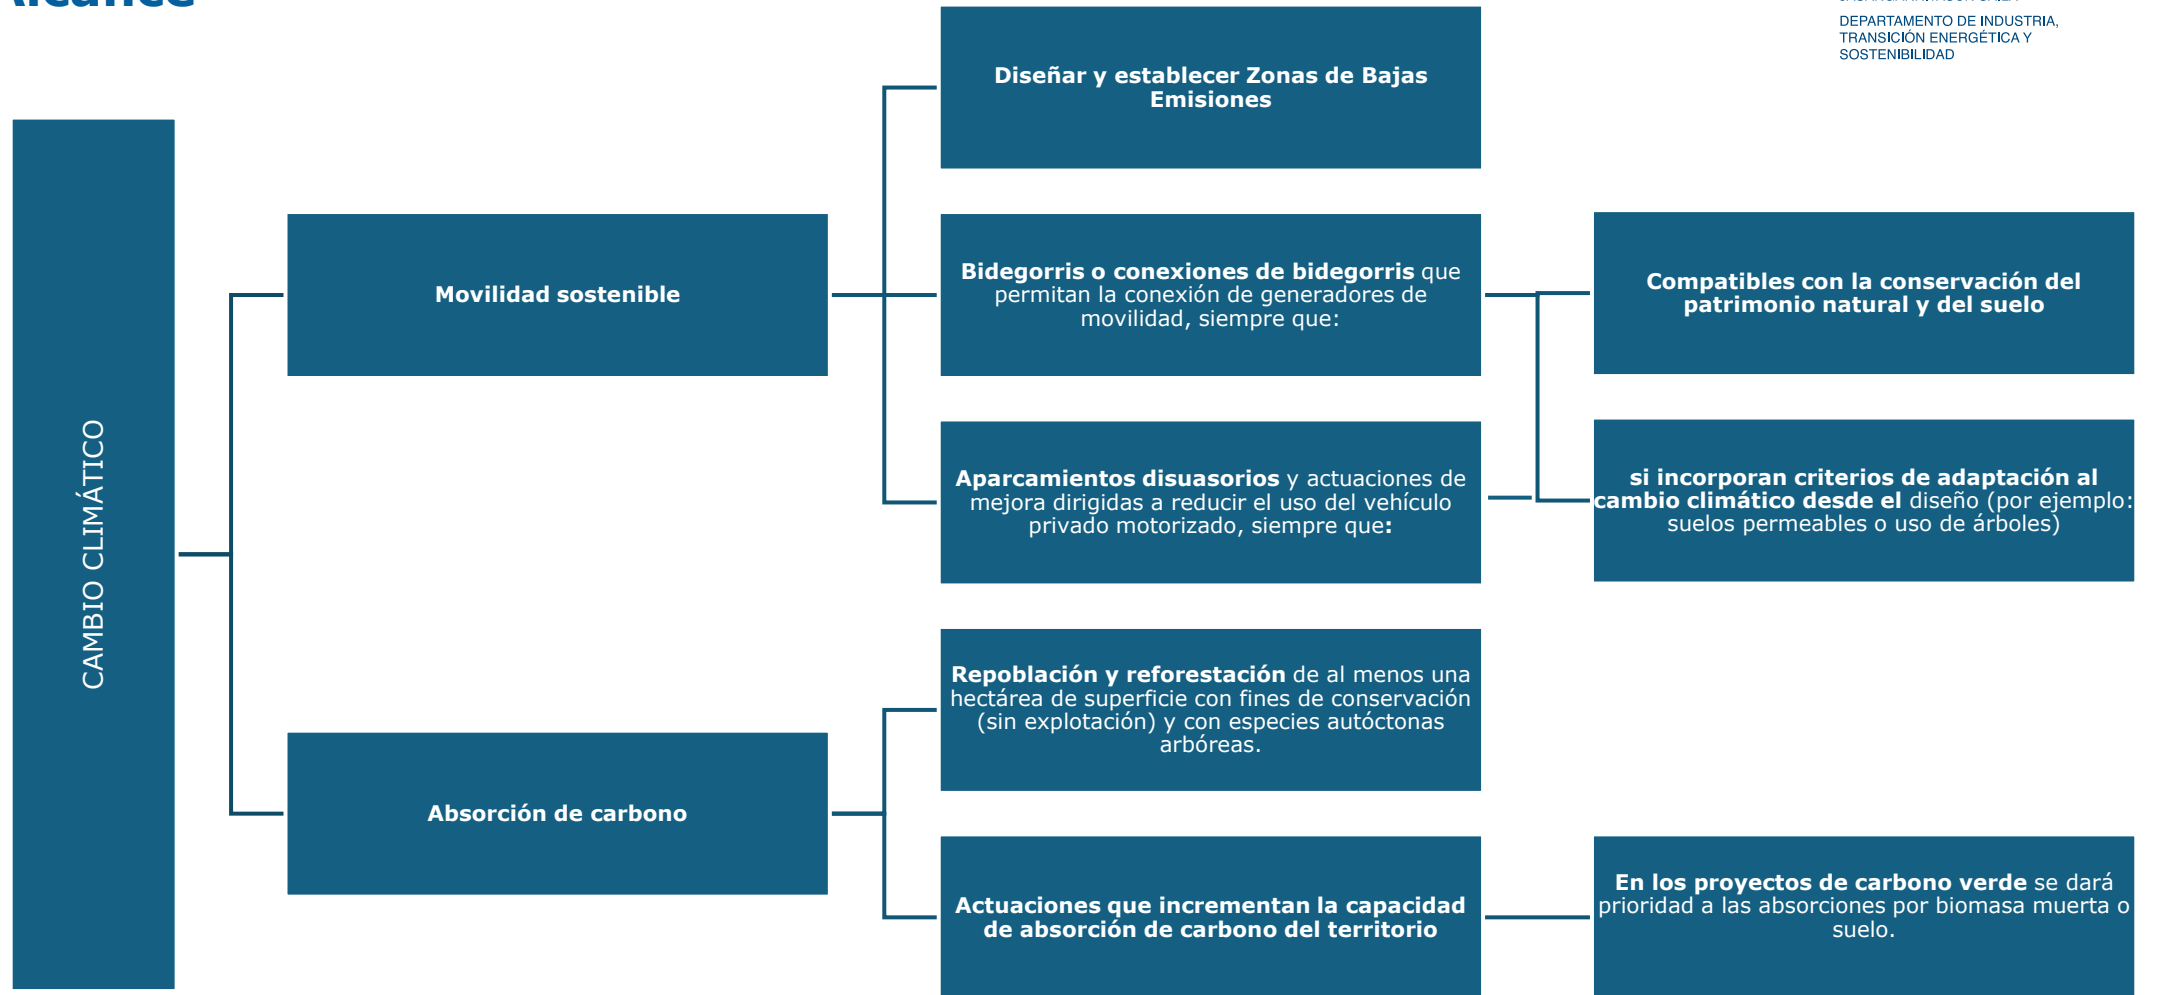 Alcance
DEPARTAMENTO DE INDUSTRIA,
TRANSICIÓN ENERGÉTICA Y
SOSTENIBILIDAD
CAMBIO CLIMÁTICO
Movilidad sostenible
Diseñar y establecer Zonas de Bajas
Emisiones
Bidegorris o conexiones de bidegorris que
permitan la conexión de generadores de
movilidad, siempre que:
Compatibles con la conservación del
patrimonio natural y del suelo
Aparcamientos disuasorios y actuaciones de
mejora dirigidas a reducir el uso del vehículo
privado motorizado, siempre que:
si incorporan criterios de adaptación al
cambio climático desde el diseño (por ejemplo:
suelos permeables o uso de árboles)
Absorción de carbono
Repoblación y reforestación de al menos una
hectárea de superficie con fines de conservación
(sin explotación) y con especies autóctonas
arbóreas.
Actuaciones que incrementan la capacidad
de absorción de carbono del territorio
En los proyectos de carbono verde se dará
prioridad a las absorciones por biomasa muerta o
suelo.